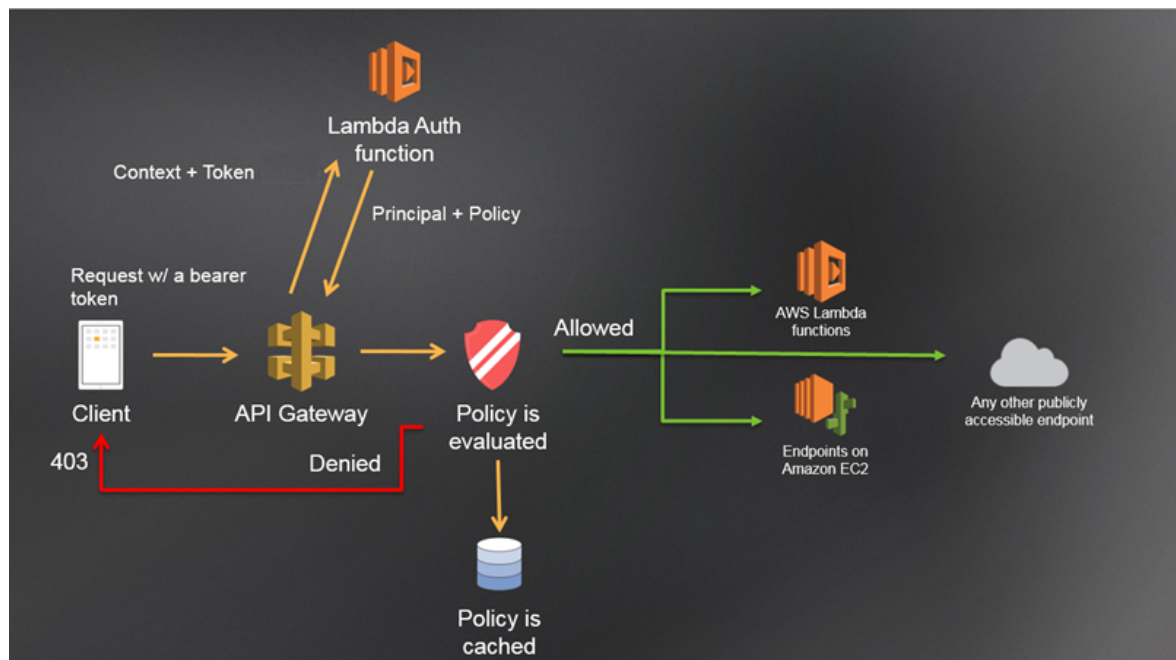 Lambda Auth
function
Context + Token
Principal + Policy
Request w/ a bearer
token
Client
API Gateway
Policy is
evaluated
Allowed
AWS Lambda
functions
Any other publicly
accessible endpoint
Endpoints on
Amazon EC2
403
Denied
Policy is
cached